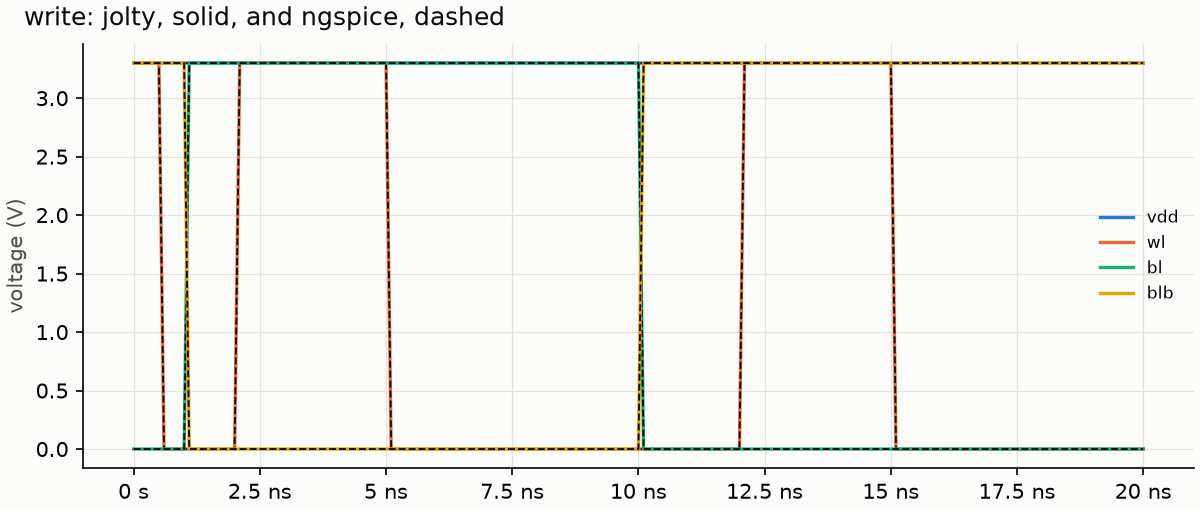 write: jolty, solid, and ngspice, dashed
voltage (V)
3.0
2.5
2.0
1.5
1.0
0.5
0.0
0 s
2.5 ns
5 ns
7.5 ns
10 ns
12.5 ns
15 ns
17.5 ns
20 ns
vdd
wl
bl
blb